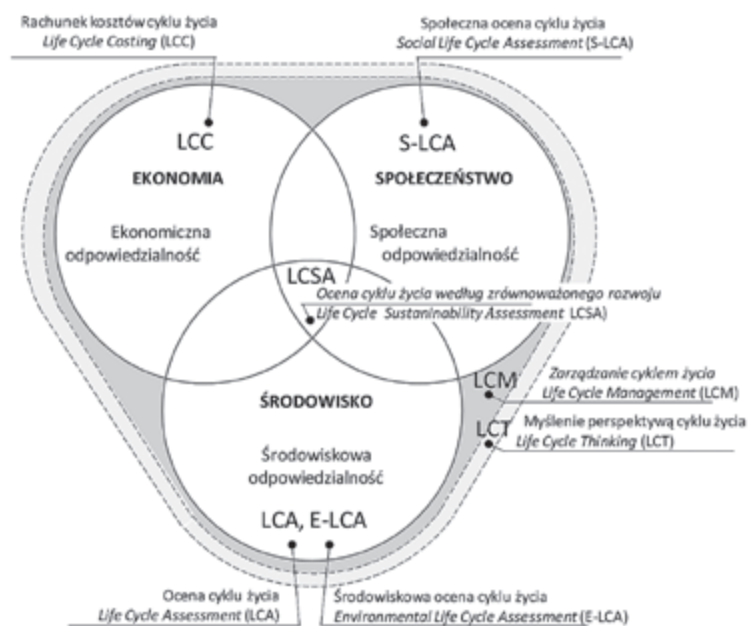 Rachunek kosztów cyklu życia
Life Cycle Costing (LCC)
Społeczna ocena cyklu życia
Social Life Cycle Assessment (S-LCA)
LCC
S-LCA
EKONOMIA
SPOŁECZEŃSTWO
Ekonomiczna
odpowiedzialność
Społeczna
odpowiedzialność
LCSA
Ocena cyklu życia według zrównoważonego rozwoju
Life Cycle Sustaninability Assessment LCSA)
LCM
Zarządzanie cyklem życia
Life Cycle Management (LCM)
ŚRODOWISKO
LCT
Myślenie perspektywą cyklu życia
Life Cycle Thinking (LCT)
Środowiskowa
odpowiedzialność
LCA, E-LCA
Ocena cyklu życia
Life Cycle Assessment (LCA)
Środowiskowa ocena cyklu życia
Environmental Life Cycle Assessment (E-LCA)